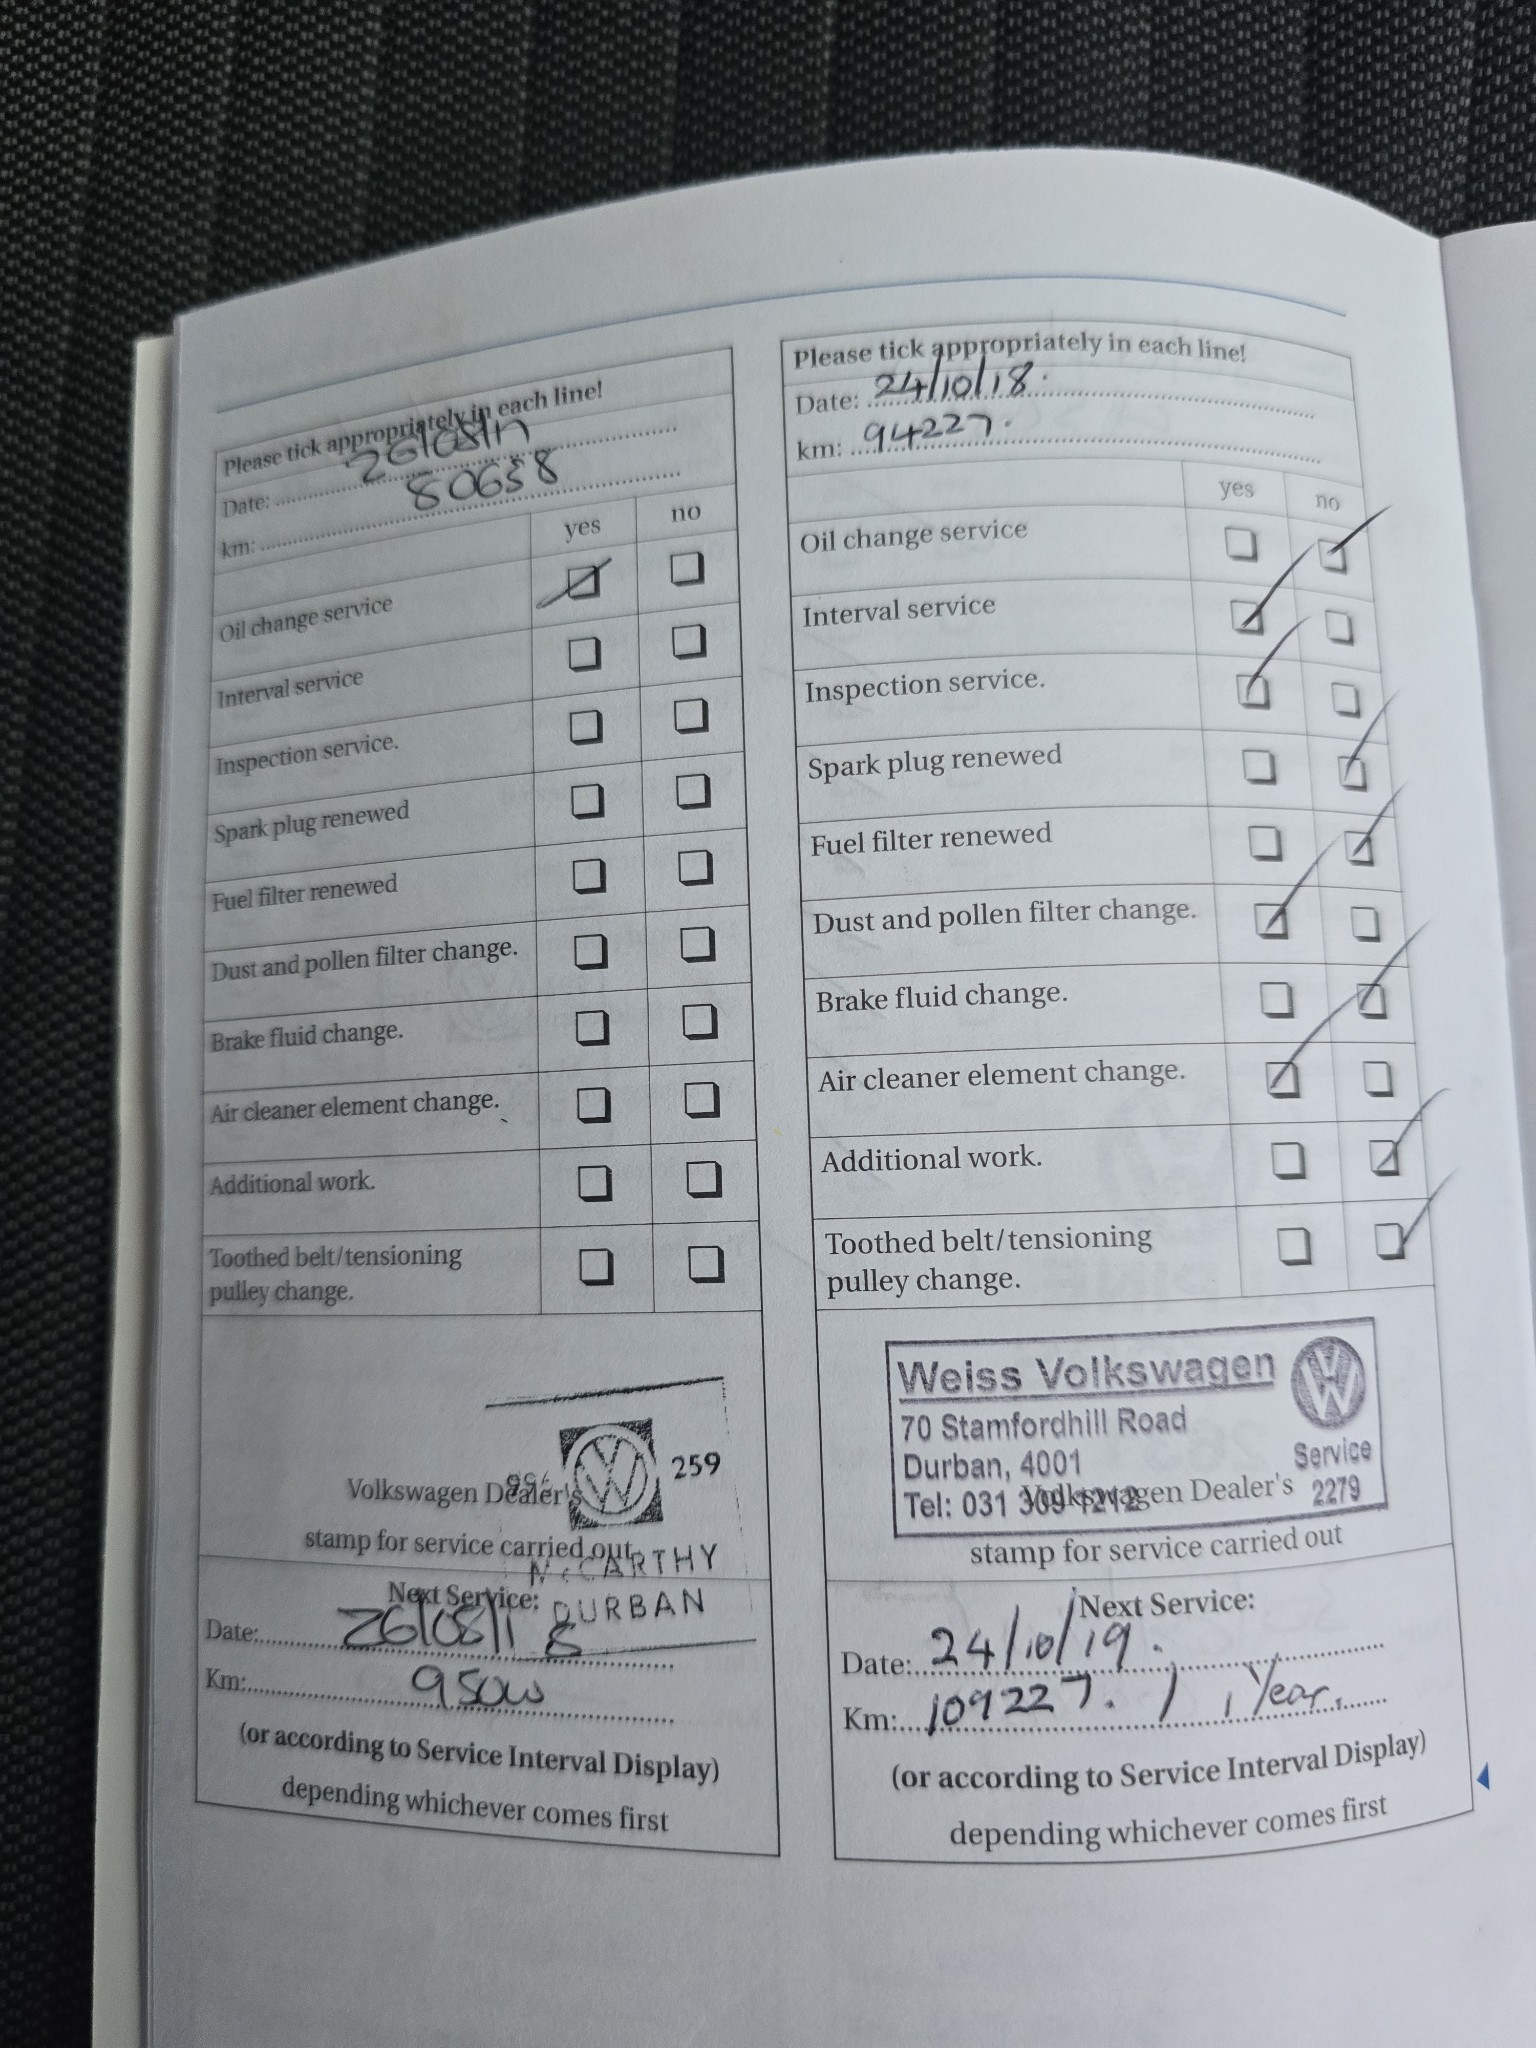 Please tick appropriately in each line!
Date: 26/05/17
km: 80638
yes no
Oil change service
Interval service
Inspection service.
Spark plug renewed
Fuel filter renewed
Dust and pollen filter change.
Brake fluid change.
Air cleaner element change.
Additional work.
Toothed belt/tensioning
pulley change.
259
Volkswagen Dealer's
stamp for service carried out
McCARTHY
DURBAN
Next Service:
Date:
Km:
(or according to Service Interval Display)
depending whichever comes first
Please tick appropriately in each line!
Date: 24/10/18.
km: 94227.
yes no
Oil change service
Interval service
Inspection service.
Spark plug renewed
Fuel filter renewed
Dust and pollen filter change.
Brake fluid change.
Air cleaner element change.
Additional work.
Toothed belt/tensioning
pulley change.
Weiss Volkswagen
70 Stamfordhill Road
Durban, 4001
Service
Tel: 031 309 1212
2279
Volkswagen Dealer's
stamp for service carried out
Next Service:
Date: 24/10/19.
Km: 109227. / 1 Year.
(or according to Service Interval Display)
depending whichever comes first